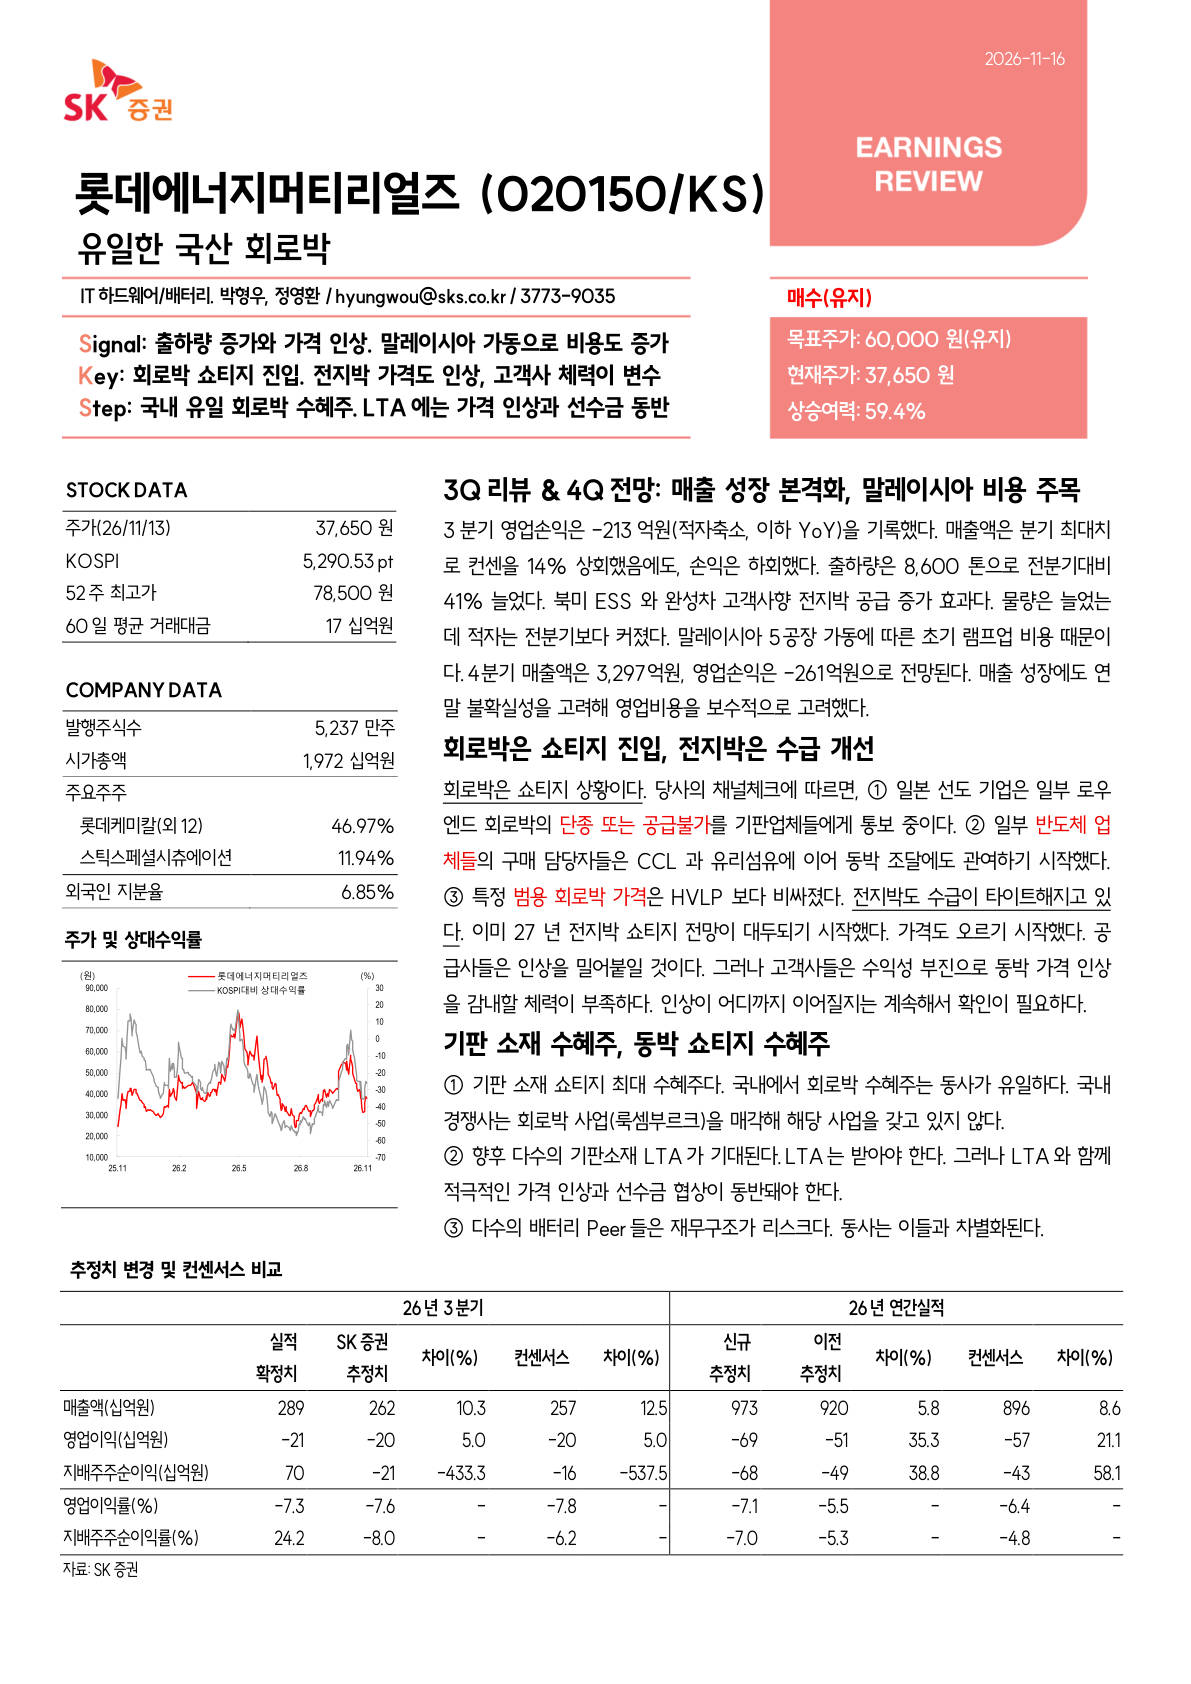 2026-11-16
SK 증권
EARNINGS
REVIEW
롯데에너지머티리얼즈 (020150/KS)
유일한 국산 회로박
IT 하드웨어/배터리. 박형우, 정영환 / hyungwou@sks.co.kr / 3773-9035
Signal: 출하량 증가와 가격 인상. 말레이시아 가동으로 비용도 증가
Key: 회로박 쇼티지 진입. 전지박 가격도 인상, 고객사 체력이 변수
Step: 국내 유일 회로박 수혜주. LTA 에는 가격 인상과 선수금 동반
매수(유지)
목표주가: 60,000 원(유지)
현재주가: 37,650 원
상승여력: 59.4%
STOCK DATA
주가(26/11/13) 37,650 원
KOSPI 5,290.53 pt
52주 최고가 78,500 원
60일 평균 거래대금 17 십억원
COMPANY DATA
발행주식수 5,237 만주
시가총액 1,972 십억원
주요주주
롯데케미칼(외 12) 46.97%
스틱스페셜시츄에이션 11.94%
외국인 지분율 6.85%
주가 및 상대수익률
(원) 롯데에너지머티리얼즈 (%)
KOSPI대비 상대수익률
90,000 30
80,000 20
70,000 10
60,000 0
50,000 -10
40,000 -20
30,000 -30
20,000 -40
10,000 -50
-60
-70
25.11 26.2 26.5 26.8 26.11
3Q 리뷰 & 4Q 전망: 매출 성장 본격화, 말레이시아 비용 주목
3 분기 영업손익은 -213 억원(적자축소, 이하 YoY)을 기록했다. 매출액은 분기 최대치
로 컨센을 14% 상회했음에도, 손익은 하회했다. 출하량은 8,600 톤으로 전분기대비
41% 늘었다. 북미 ESS 와 완성차 고객사향 전지박 공급 증가 효과다. 물량은 늘었는
데 적자는 전분기보다 커졌다. 말레이시아 5공장 가동에 따른 초기 램프업 비용 때문이
다. 4분기 매출액은 3,297억원, 영업손익은 -261억원으로 전망된다. 매출 성장에도 연
말 불확실성을 고려해 영업비용을 보수적으로 고려했다.
회로박은 쇼티지 진입, 전지박은 수급 개선
회로박은 쇼티지 상황이다. 당사의 채널체크에 따르면, ① 일본 선도 기업은 일부 로우
엔드 회로박의 단종 또는 공급불가를 기판업체들에게 통보 중이다. ② 일부 반도체 업
체들의 구매 담당자들은 CCL 과 유리섬유에 이어 동박 조달에도 관여하기 시작했다.
③ 특정 범용 회로박 가격은 HVLP 보다 비싸졌다. 전지박도 수급이 타이트해지고 있
다. 이미 27 년 전지박 쇼티지 전망이 대두되기 시작했다. 가격도 오르기 시작했다. 공
급사들은 인상을 밀어붙일 것이다. 그러나 고객사들은 수익성 부진으로 동박 가격 인상
을 감내할 체력이 부족하다. 인상이 어디까지 이어질지는 계속해서 확인이 필요하다.
기판 소재 수혜주, 동박 쇼티지 수혜주
① 기판 소재 쇼티지 최대 수혜주다. 국내에서 회로박 수혜주는 동사가 유일하다. 국내
경쟁사는 회로박 사업(룩셈부르크)을 매각해 해당 사업을 갖고 있지 않다.
② 향후 다수의 기판소재 LTA 가 기대된다. LTA 는 받아야 한다. 그러나 LTA 와 함께
적극적인 가격 인상과 선수금 협상이 동반돼야 한다.
③ 다수의 배터리 Peer 들은 재무구조가 리스크다. 동사는 이들과 차별화된다.
추정치 변경 및 컨센서스 비교
26 년 3 분기 26 년 연간실적
실적 확정치 SK 증권 추정치 차이(%) 컨센서스 차이(%) 신규 추정치 이전 추정치 차이(%) 컨센서스 차이(%)
매출액(십억원) 289 262 10.3 257 12.5 973 920 5.8 896 8.6
영업이익(십억원) -21 -20 5.0 -20 5.0 -69 -51 35.3 -57 21.1
지배주주순이익(십억원) 70 -21 -433.3 -16 -537.5 -68 -49 38.8 -43 58.1
영업이익률(%) -7.3 -7.6 - -7.8 - -7.1 -5.5 - -6.4 -
지배주주순이익률(%) 24.2 -8.0 - -6.2 - -7.0 -5.3 - -4.8 -
자료: SK 증권